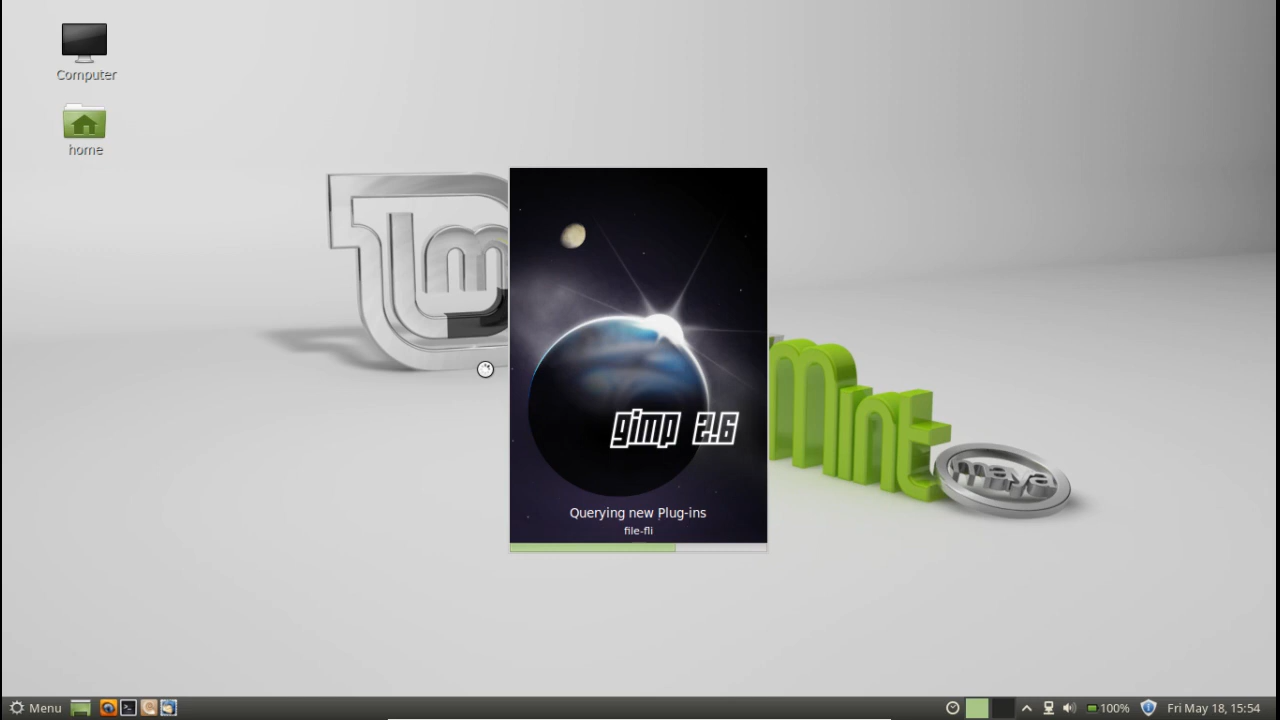 Computer
home
lm
gimp 2.6
Mint
maya
Querying new Plug-ins
file-fli
Menu
100%
Fri May 18, 15:54